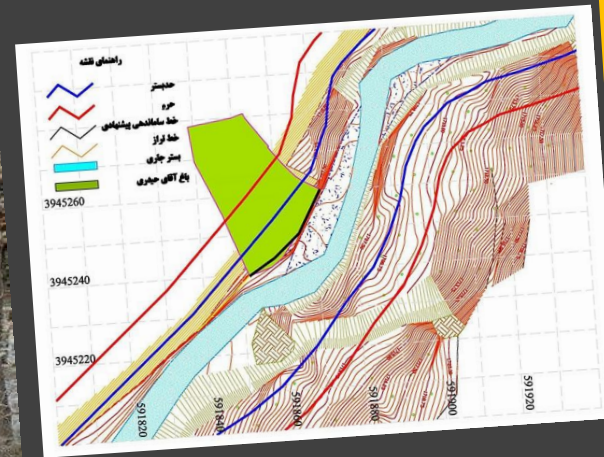 راهنمای نقشه
حدبستر
حریم
خط ساماندهی پیشنهادی
خط تراز
بستر جاری
باغ آقای حیدری
3945260
3945240
3945220
591820
591840
591860
591880
591900
591920